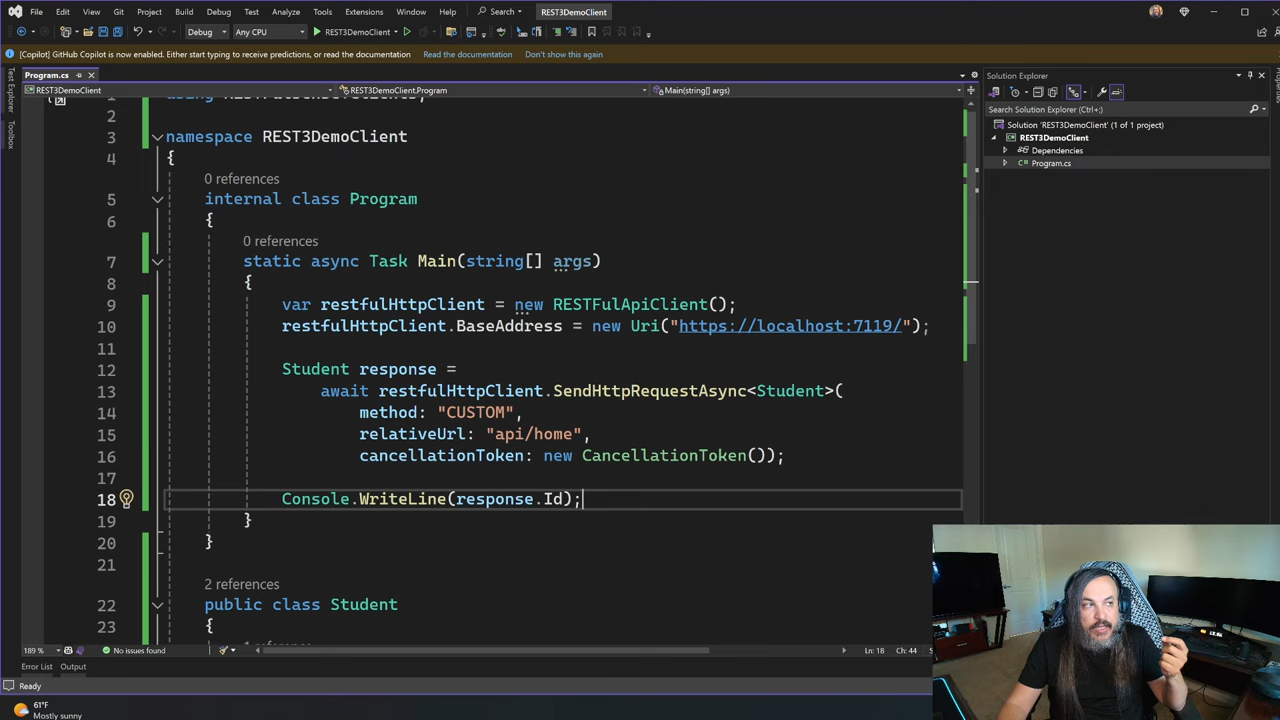 File Edit View Git Project Build Debug Test Analyze Tools Extensions Window Help Search REST3DemoClient
Debug Any CPU REST3DemoClient
[Copilot] GitHub Copilot is now enabled. Either start typing to receive predictions, or read the documentation Read the documentation Don't show again
Program.cs
REST3DemoClient REST3DemoClient.Program Main(string[] args)
Test Explorer
Toolbox
2
3 namespace REST3DemoClient
4 {
0 references
5 internal class Program
6 {
0 references
7 static async Task Main(string[] args)
8 {
9 var restfulHttpClient = new RESTFulApiClient();
10 restfulHttpClient.BaseAddress = new Uri("https://localhost:7119/");
11
12 Student response =
13 await restfulHttpClient.SendHttpRequestAsync<Student>(
14 method: "CUSTOM",
15 relativeUrl: "api/home",
16 cancellationToken: new CancellationToken());
17
18 Console.WriteLine(response.Id);
19 }
20 }
21
2 references
22 public class Student
23 {
189 % No issues found Ln: 18 Ch: 44
Error List Output
Ready
61°F
Mostly sunny
Solution Explorer
Search Solution Explorer (Ctrl+;)
Solution 'REST3DemoClient' (1 of 1 project)
REST3DemoClient
Dependencies
Program.cs